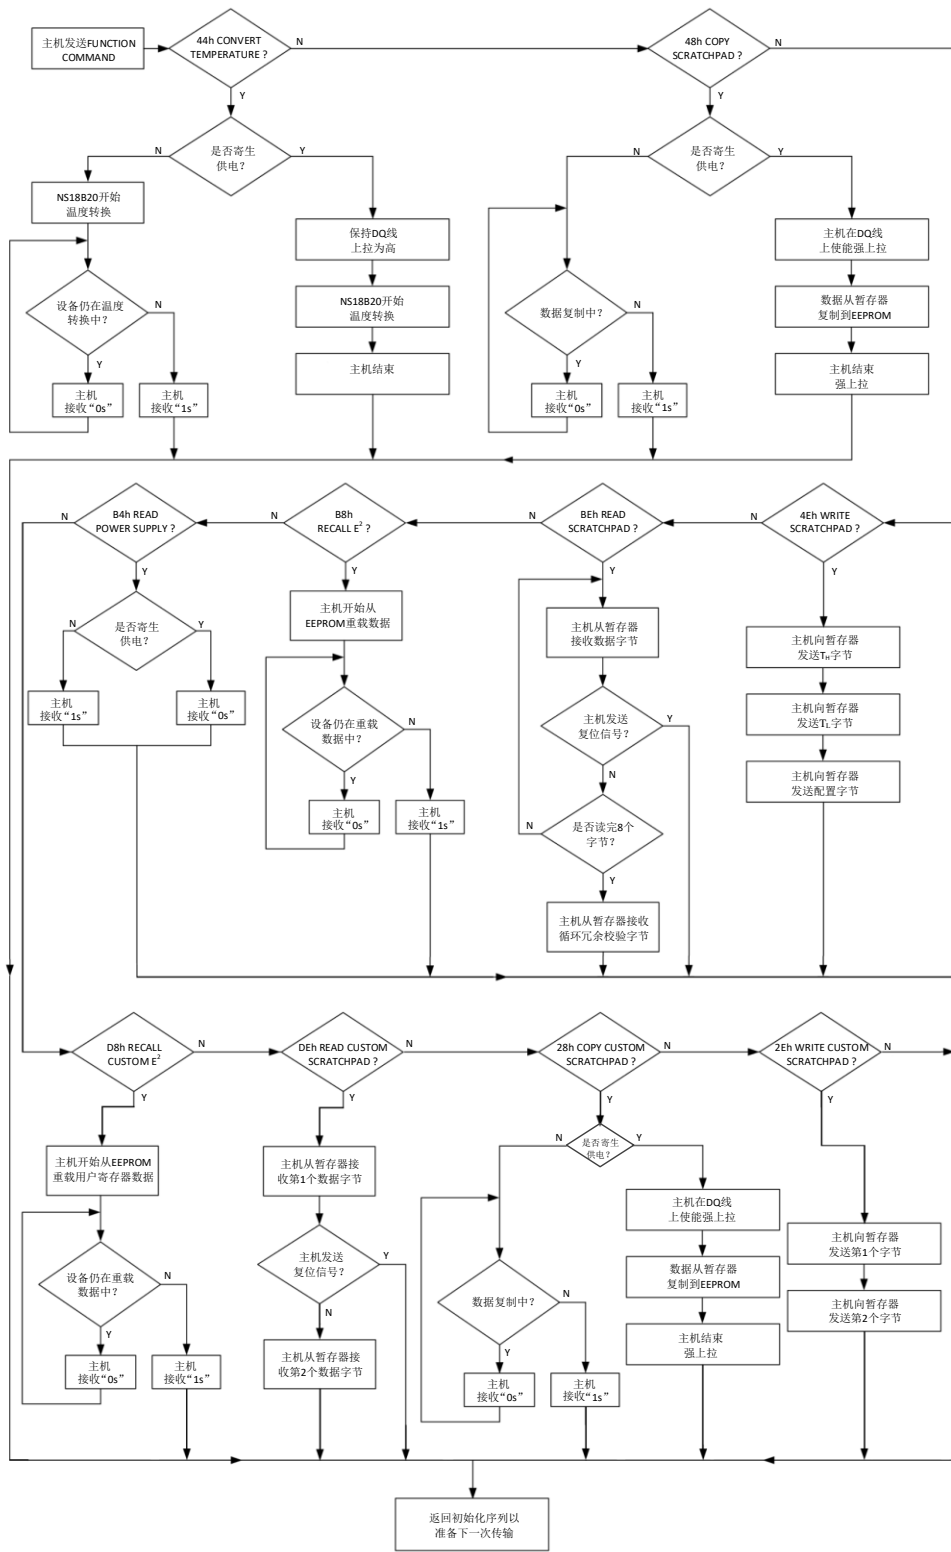 主机发送FUNCTION
COMMAND
44h CONVERT
TEMPERATURE ?
N
48h COPY
SCRATCHPAD ?
N
Y
Y
是否寄生
供电?
N
Y
是否寄生
供电?
N
Y
NS18B20开始
温度转换
保持DQ线
上拉为高
主机在DQ线
上使能强上拉
设备仍在温度
转换中?
N
Y
NS18B20开始
温度转换
数据复制中?
N
Y
数据从暂存器
复制到EEPROM
主机
接收“0s”
主机
接收“1s”
主机结束
主机
接收“0s”
主机
接收“1s”
主机结束
强上拉
N
B4h READ
POWER SUPPLY ?
N
B8h
RECALL E²?
N
BEh READ
SCRATCHPAD ?
N
4Eh WRITE
SCRATCHPAD ?
Y
Y
Y
Y
是否寄生
供电?
N
Y
主机开始从
EEPROM重载数据
主机从暂存器
接收数据字节
主机向暂存器
发送TH字节
主机
接收“1s”
主机
接收“0s”
设备仍在重载
数据中?
N
Y
主机发送
复位信号?
Y
N
主机向暂存器
发送TL字节
主机向暂存器
发送配置字节
主机
接收“0s”
主机
接收“1s”
是否读完8个
字节?
N
Y
主机从暂存器接收
循环冗余校验字节
D8h RECALL
CUSTOM E²
N
DEh READ CUSTOM
SCRATCHPAD ?
N
28h COPY CUSTOM
SCRATCHPAD ?
N
2Eh WRITE CUSTOM
SCRATCHPAD ?
N
Y
Y
Y
Y
主机开始从EEPROM
重载用户寄存器数据
主机从暂存器接
收第1个数据字节
是否寄生
供电?
N
Y
主机在DQ线
上使能强上拉
主机向暂存器
发送第1个字节
设备仍在重载
数据中?
N
Y
主机发送
复位信号?
Y
N
数据复制中?
N
Y
数据从暂存器
复制到EEPROM
主机向暂存器
发送第2个字节
主机
接收“0s”
主机
接收“1s”
主机从暂存器接
收第2个数据字节
主机
接收“0s”
主机
接收“1s”
主机结束
强上拉
返回初始化序列以
准备下一次传输